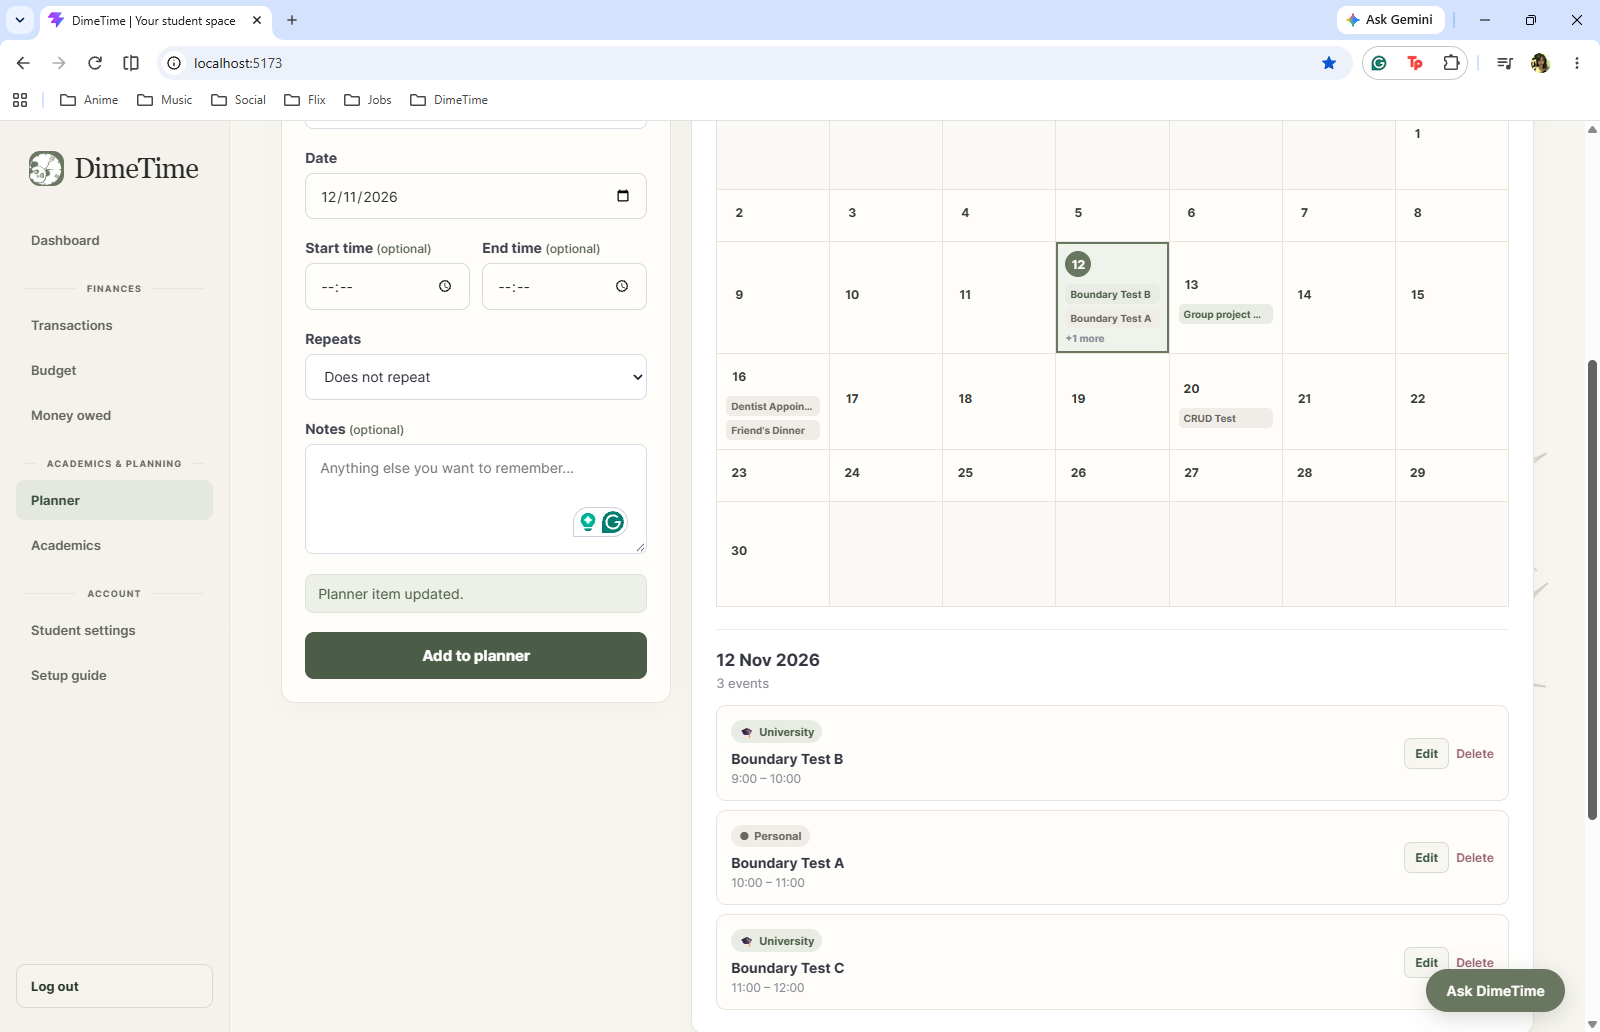 DimeTime | Your student space
Ask Gemini
localhost:5173
Anime
Music
Social
Flix
Jobs
DimeTime
DimeTime
Dashboard
FINANCES
Transactions
Budget
Money owed
ACADEMICS & PLANNING
Planner
Academics
ACCOUNT
Student settings
Setup guide
Log out
Date
12/11/2026
Start time (optional)
End time (optional)
--:--
--:--
Repeats
Does not repeat
Notes (optional)
Anything else you want to remember...
Planner item updated.
Add to planner
1
2 3 4 5 6 7 8
9 10 11 12 13 14 15
Boundary Test B
Boundary Test A
+1 more
Group project ...
16 17 18 19 20 21 22
Dentist Appoin...
Friend's Dinner
CRUD Test
23 24 25 26 27 28 29
30
12 Nov 2026
3 events
University
Boundary Test B
9:00 – 10:00
Edit Delete
Personal
Boundary Test A
10:00 – 11:00
Edit Delete
University
Boundary Test C
11:00 – 12:00
Edit Delete
Ask DimeTime